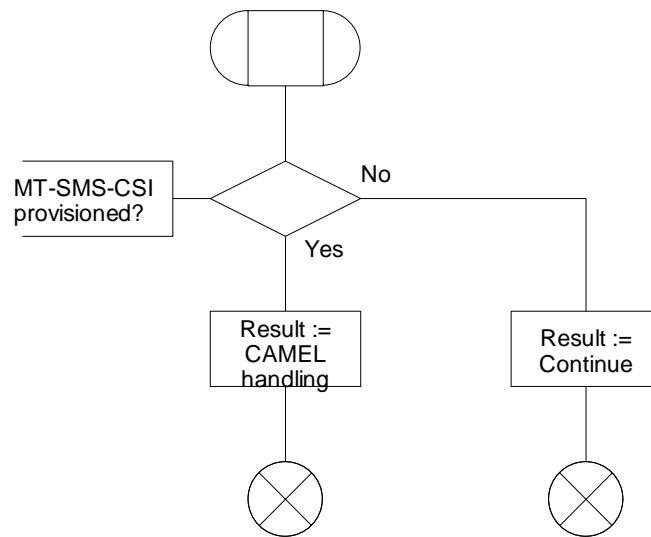 MT-SMS-CSI
provisioned?
No
Yes
Result :=
CAMEL
handling
Result :=
Continue